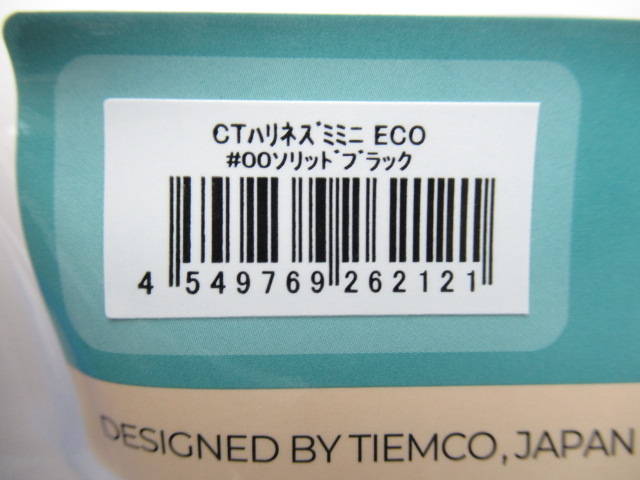 CTﾊﾘﾈｽﾞﾐﾐﾆ ECO
#00ｿﾘｯﾄﾞﾌﾞﾗｯｸ
4 549769 262121
DESIGNED BY TIEMCO, JAPAN